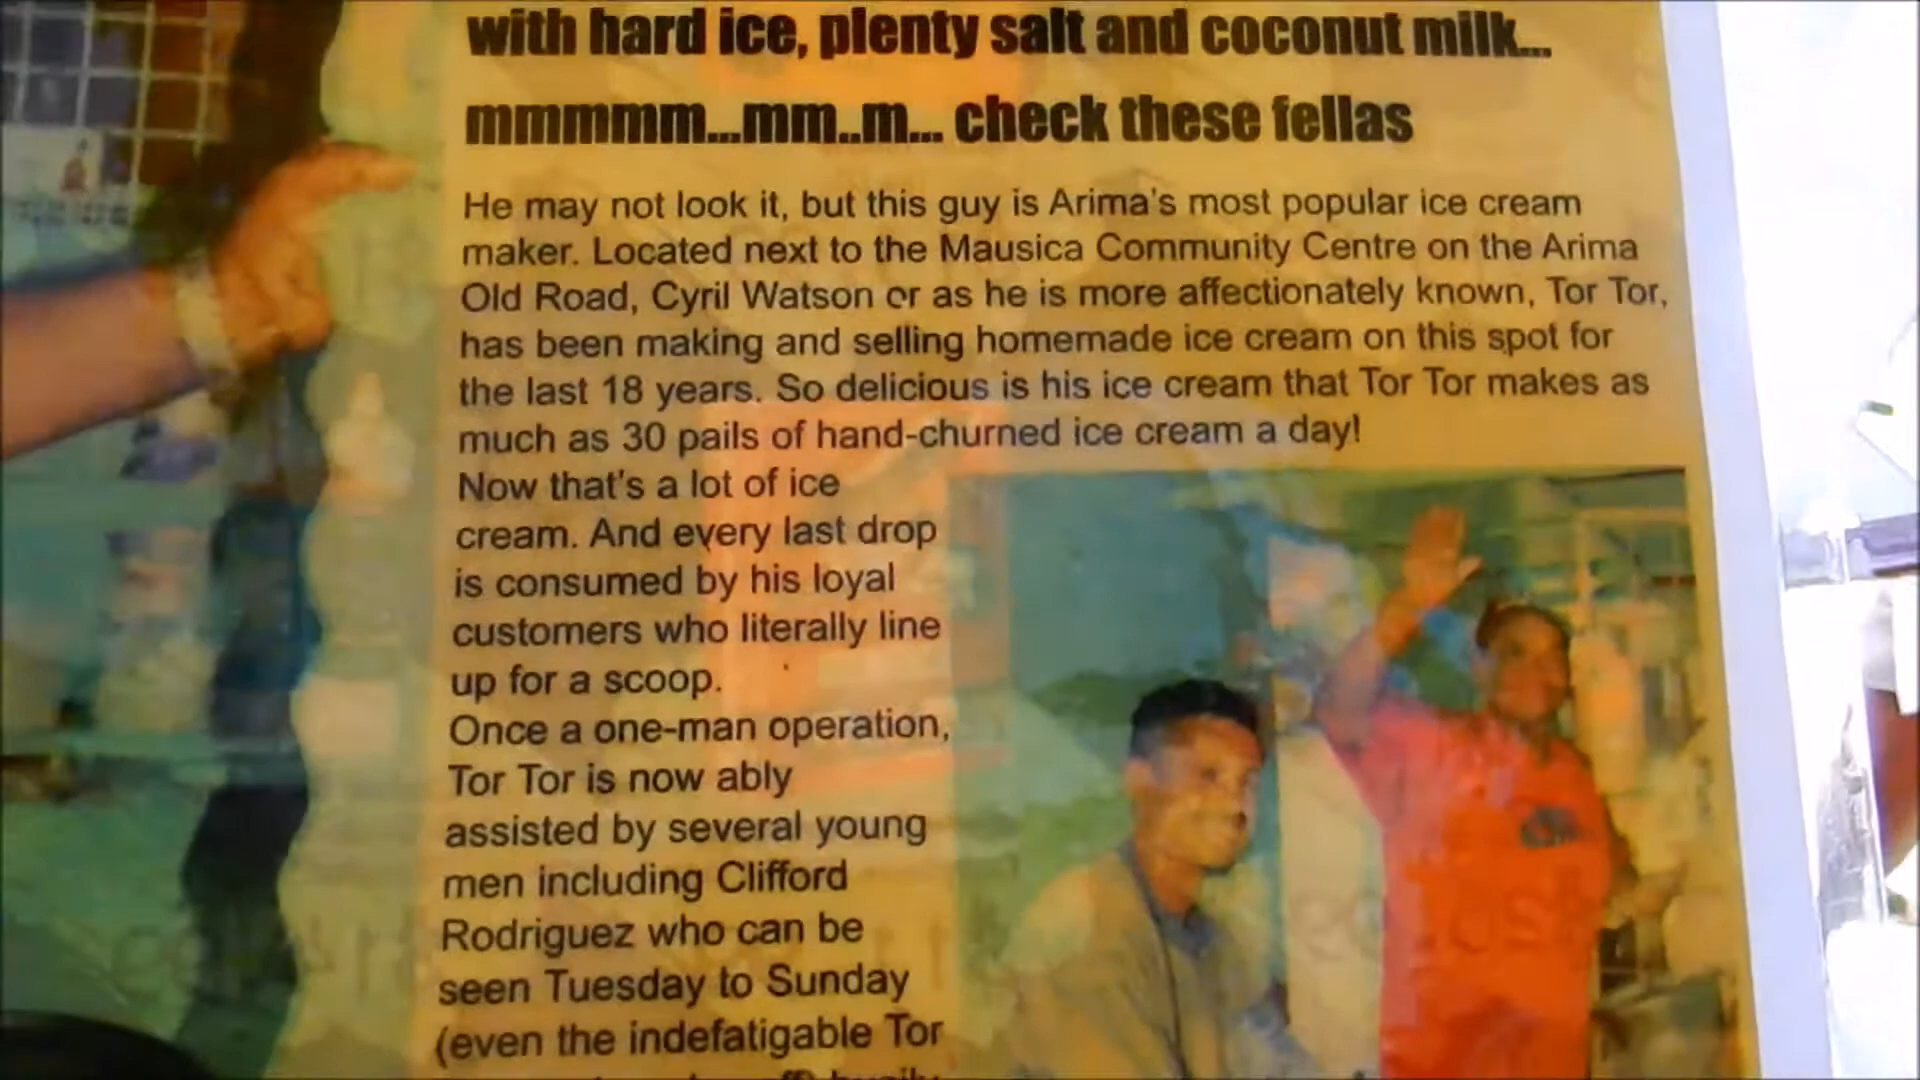 with hard ice, plenty salt and coconut milk...
mmmmm...mm..m... check these fellas
He may not look it, but this guy is Arima's most popular ice cream
maker. Located next to the Mausica Community Centre on the Arima
Old Road, Cyril Watson or as he is more affectionately known, Tor Tor,
has been making and selling homemade ice cream on this spot for
the last 18 years. So delicious is his ice cream that Tor Tor makes as
much as 30 pails of hand-churned ice cream a day!
Now that's a lot of ice
cream. And every last drop
is consumed by his loyal
customers who literally line
up for a scoop.
Once a one-man operation,
Tor Tor is now ably
assisted by several young
men including Clifford
Rodriguez who can be
seen Tuesday to Sunday
(even the indefatigable Tor